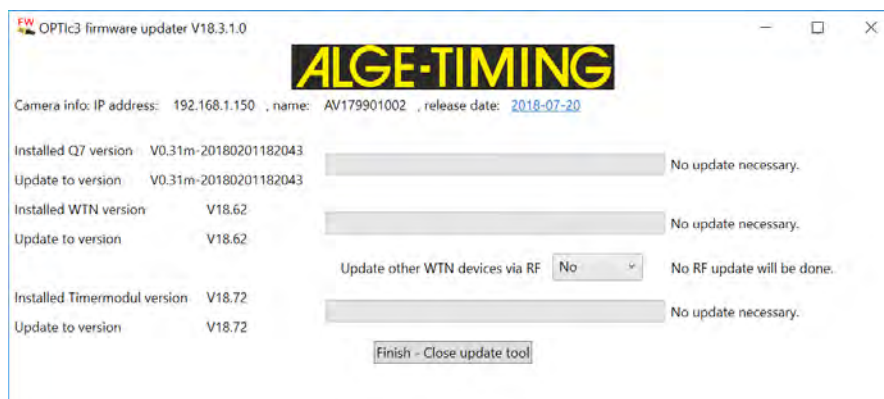 FW OPTIc3 firmware updater V18.3.1.0
ALGE-TIMING
Camera info: IP address: 192.168.1.150 , name: AV179901002 , release date: 2018-07-20
Installed Q7 version V0.31m-20180201182043
No update necessary.
Update to version V0.31m-20180201182043
Installed WTN version V18.62
No update necessary.
Update to version V18.62
Update other WTN devices via RF No No RF update will be done.
Installed Timermodul version V18.72
No update necessary.
Update to version V18.72
Finish - Close update tool